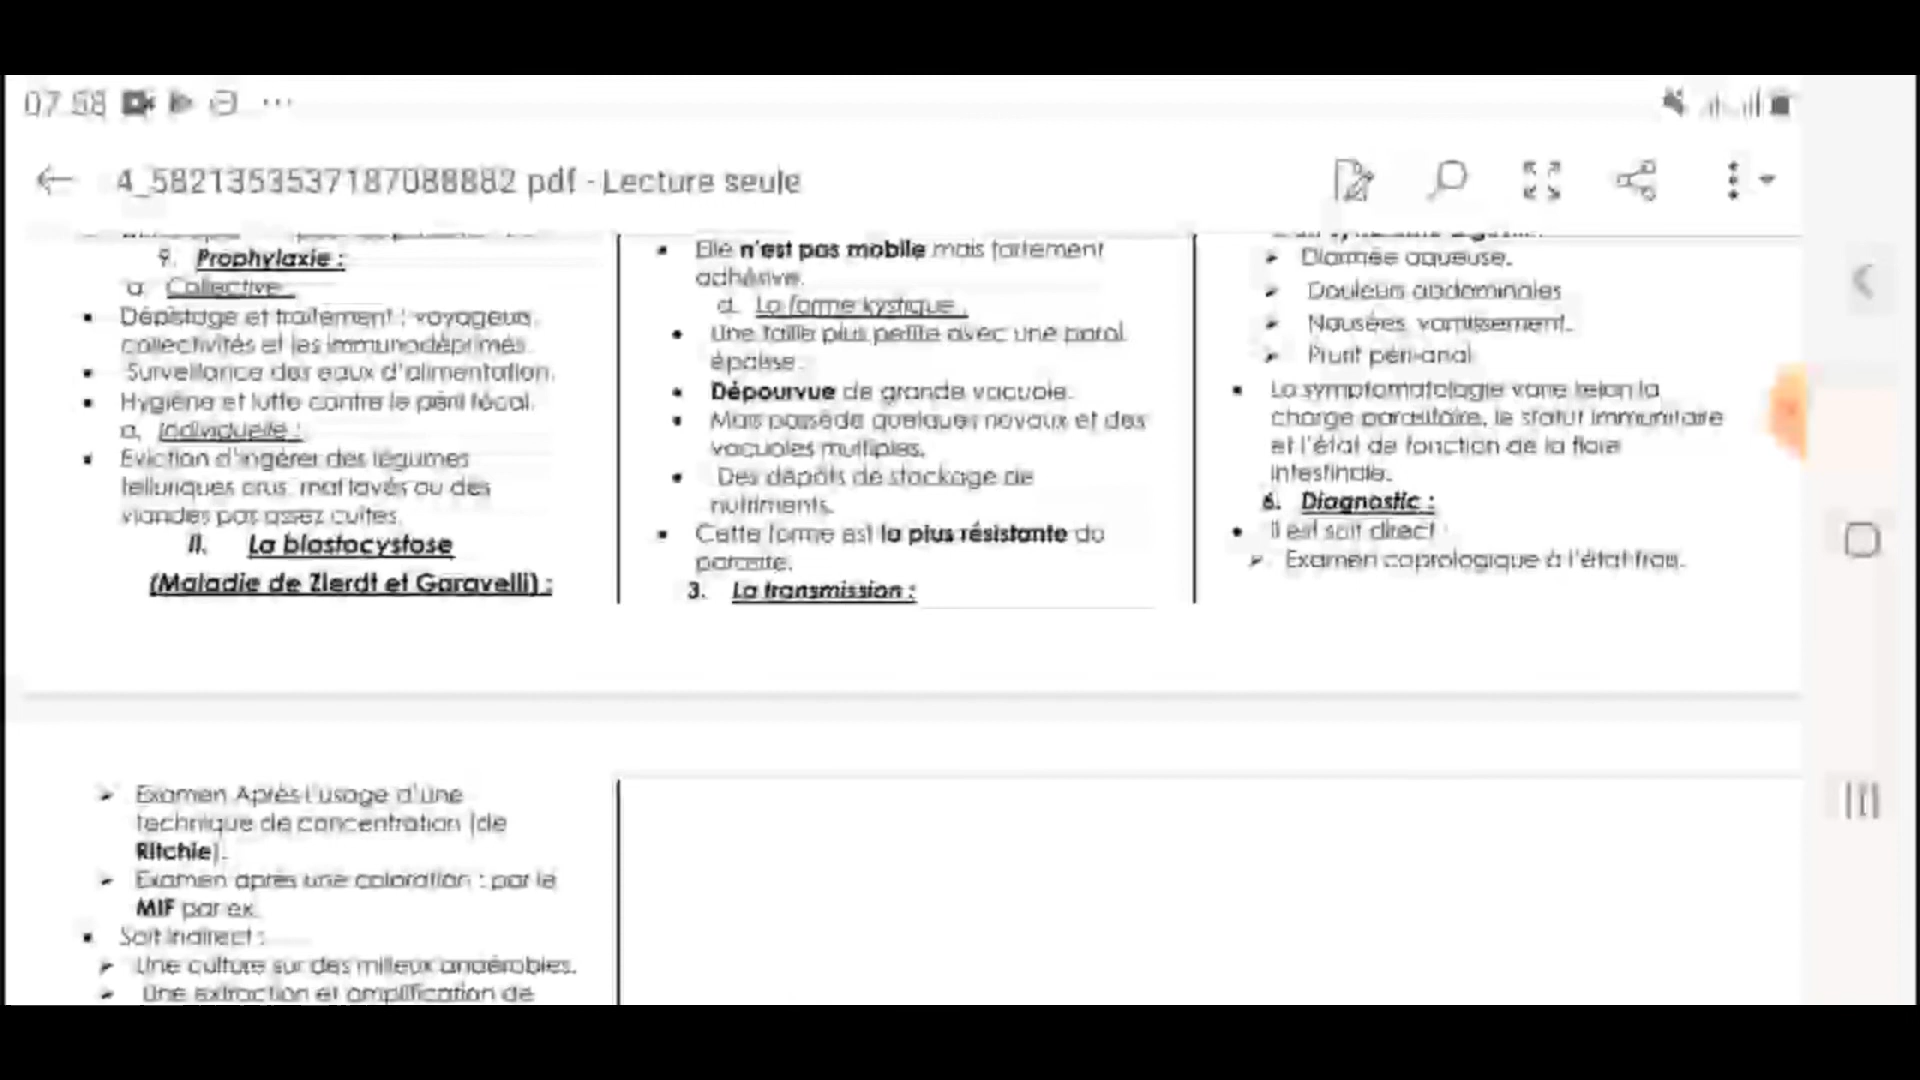 07:58
4_5821353537187088882 pdf - Lecture seule
9. Prophylaxie :
a. Collective :
Dépistage et traitement : voyageurs,
collectivités et les immunodéprimés.
Surveillance des eaux d'alimentation.
Hygiène et lutte contre le péril fécal.
a. Individuelle :
Eviction d'ingérer des légumes
telluriques crus, mal lavés ou des
viandes pas assez cuites.
II. La blastocystose
(Maladie de Zierdt et Garavelli) :
Elle n'est pas mobile mais fortement
adhésive.
d. La forme kystique :
Une taille plus petite avec une paroi
épaisse.
Dépourvue de grande vacuole.
Mais possède quelques noyaux et des
vacuoles multiples.
Des dépôts de stockage de
nutriments.
Cette forme est la plus résistante du
parasite.
3. La transmission :
Diarrhée aqueuse.
Douleurs abdominales
Nausées, vomissement.
Prurit péri-anal
La symptomatologie varie selon la
charge parasitaire, le statut immunitaire
et l'état de fonction de la flore
intestinale.
6. Diagnostic :
Il est soit direct :
Examen coprologique à l'état frais.
Examen Après l'usage d'une
technique de concentration (de
Ritchie).
Examen après une coloration : par le
MIF par ex.
Soit indirect :
Une culture sur des milieux anaérobies.
Une extraction et amplification de